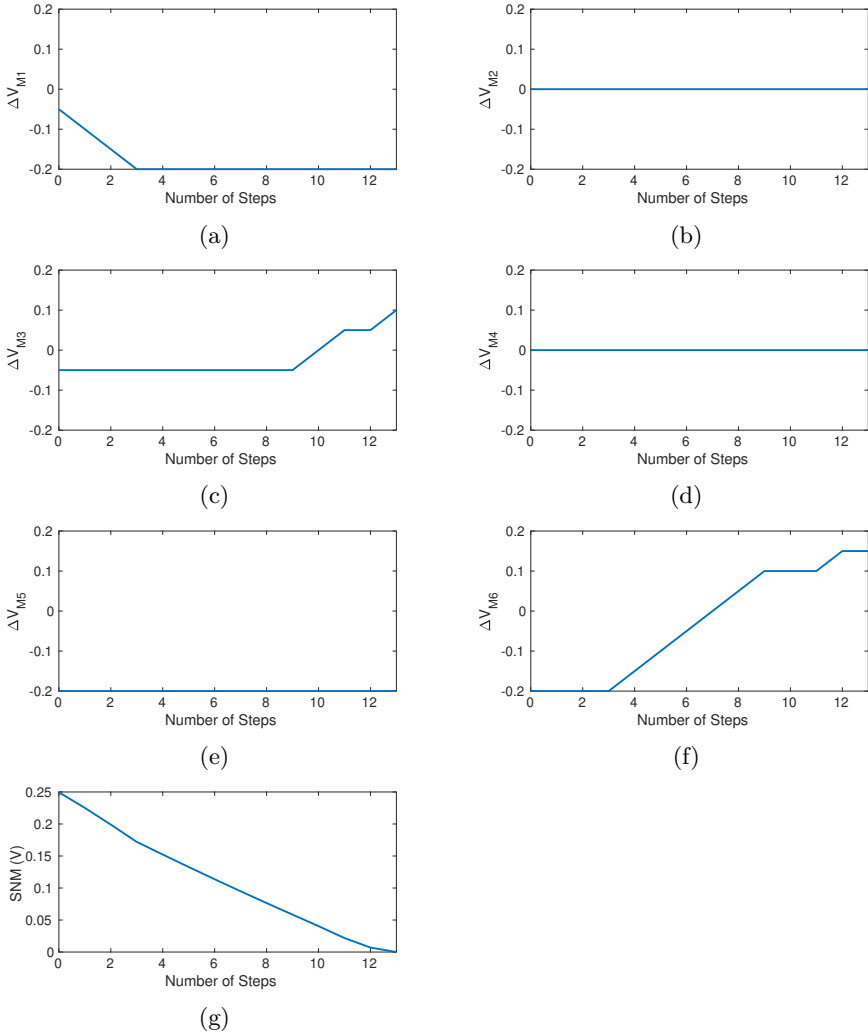 0.2
0.1
0
-0.1
-0.2
ΔV_M1
0 2 4 6 8 10 12
Number of Steps
(a)
0.2
0.1
0
-0.1
-0.2
ΔV_M2
0 2 4 6 8 10 12
Number of Steps
(b)
0.2
0.1
0
-0.1
-0.2
ΔV_M3
0 2 4 6 8 10 12
Number of Steps
(c)
0.2
0.1
0
-0.1
-0.2
ΔV_M4
0 2 4 6 8 10 12
Number of Steps
(d)
0.2
0.1
0
-0.1
-0.2
ΔV_M5
0 2 4 6 8 10 12
Number of Steps
(e)
0.2
0.1
0
-0.1
-0.2
ΔV_M6
0 2 4 6 8 10 12
Number of Steps
(f)
0.25
0.2
0.15
0.1
0.05
0
SNM (V)
0 2 4 6 8 10 12
Number of Steps
(g)